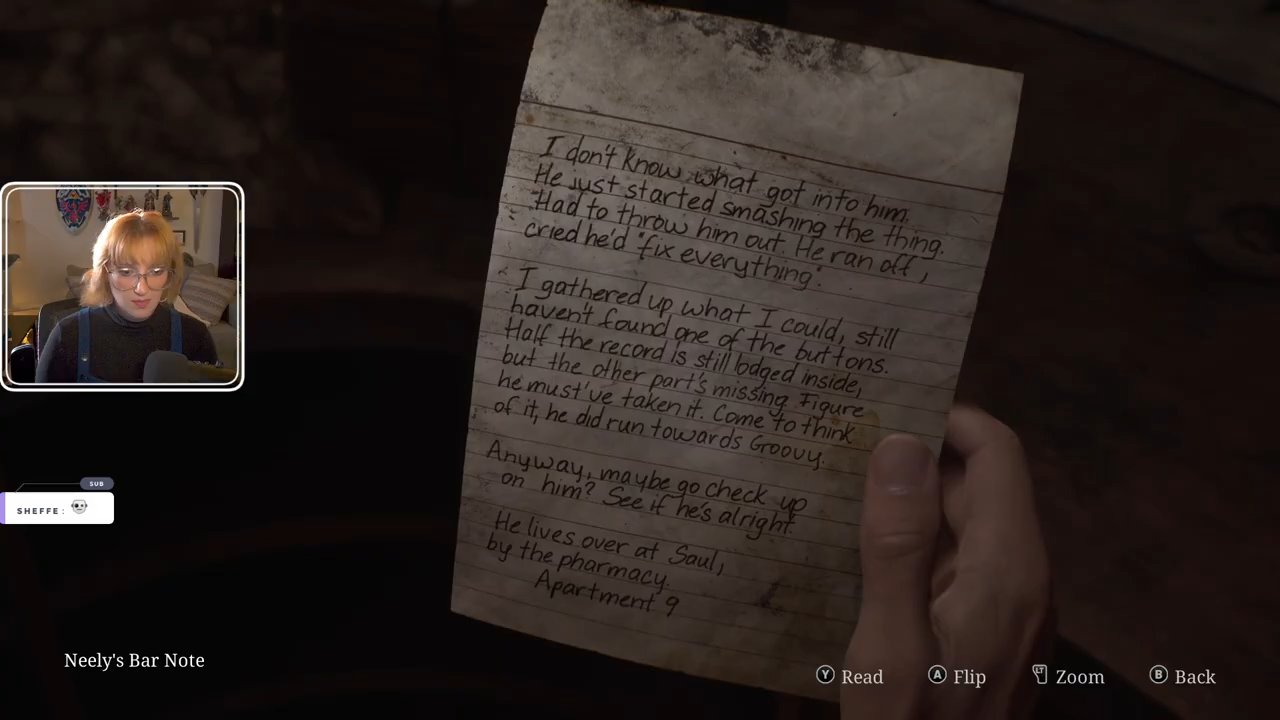 I don't know what got into him.
He just started smashing the thing.
Had to throw him out. He ran off,
cried he'd "fix everything".
I gathered up what I could, still
haven't found one of the buttons.
Half the record is still lodged inside,
but the other part's missing. Figure
he must've taken it. Come to think
of it, he did run towards Groovy.
Anyway, maybe go check up
on him? See if he's alright.
He lives over at Saul,
by the pharmacy.
Apartment 9
SUB
SHEFFE:
Neely's Bar Note
Y Read
A Flip
LT Zoom
B Back